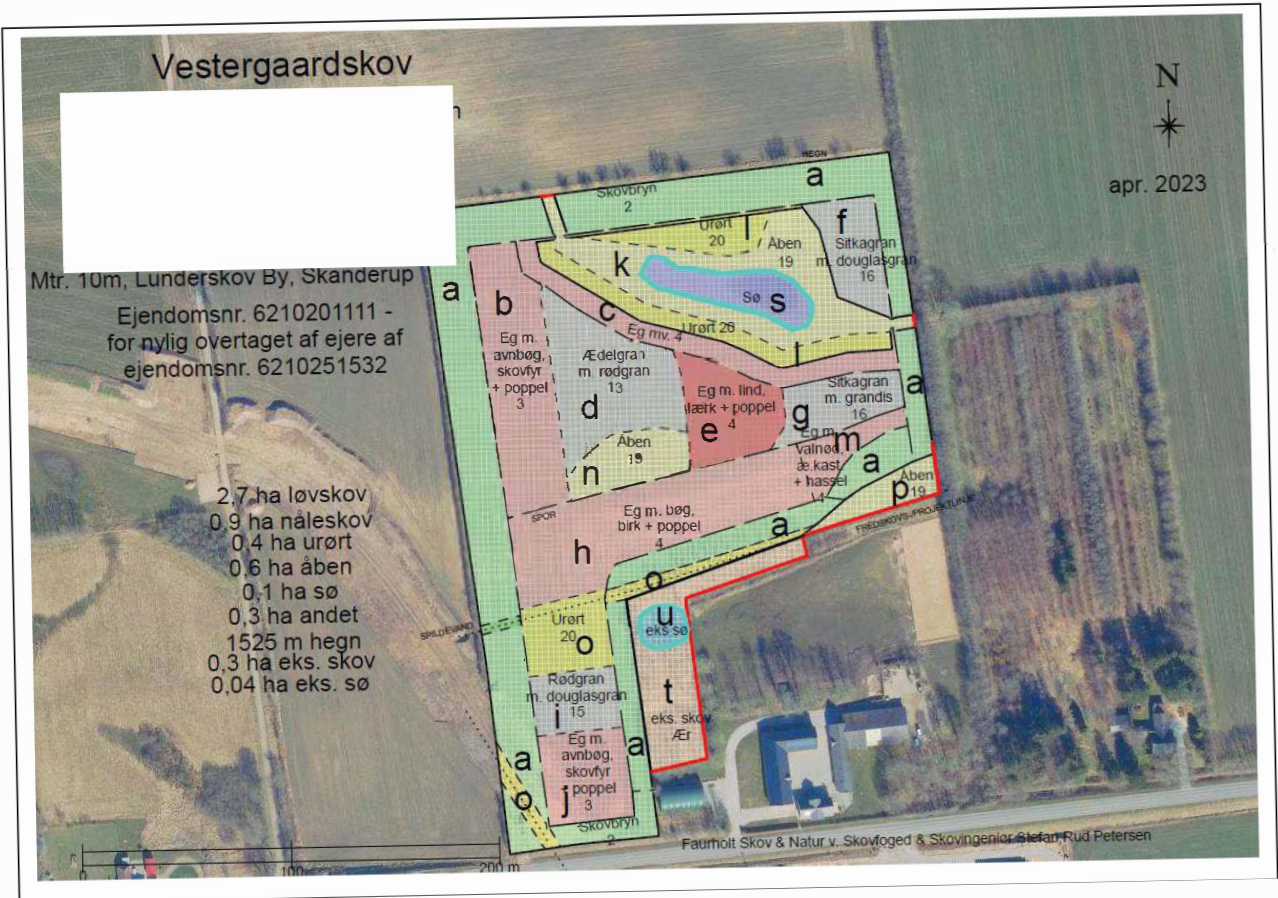 Vestergaardskov
N
apr. 2023
Mtr. 10m, Lunderskov By, Skanderup
Ejendomsnr. 6210201111 -
for nylig overtaget af ejere af
ejendomsnr. 6210251532
2,7 ha løvskov
0,9 ha nåleskov
0,4 ha urørt
0,6 ha åben
0,1 sø
0,3 ha andet
1525 m hegn
0,3 ha eks. skov
0,04 ha eks. sø
HEGN
Skovbryn
2
a
Urørt
20
l
Åben
19
f
Sitkagran
m. douglasgran
16
k
Sø
s
a
b
Eg m.
avnbøg,
skovfyr
+ poppel
3
c
Eg mv. 4
Urørt 20
l
Ædelgran
m. rødgran
13
d
Eg m. lind,
lærk + poppel
4
e
Sitkagran
m. grandis
16
g
a
Åben
19
n
Eg m.
valnød,
æ.kast.
+ hassel
4
m
a
Åben
19
p
FREDSKOVS-/PROJEKTLINJE
SPOR
Eg m. bøg,
birk + poppel
4
h
a
o
SPILDEVAND
Urørt
20
o
u
eks sø
Rødgran
m. douglasgran
15
i
t
eks. skov
Ær
Eg m.
avnbøg,
skovfyr
+ poppel
3
j
a
a
o
Skovbryn
2
Faurholt Skov & Natur v. Skovfoged & Skovingeniør Stefan Rud Petersen
0
100
200 m